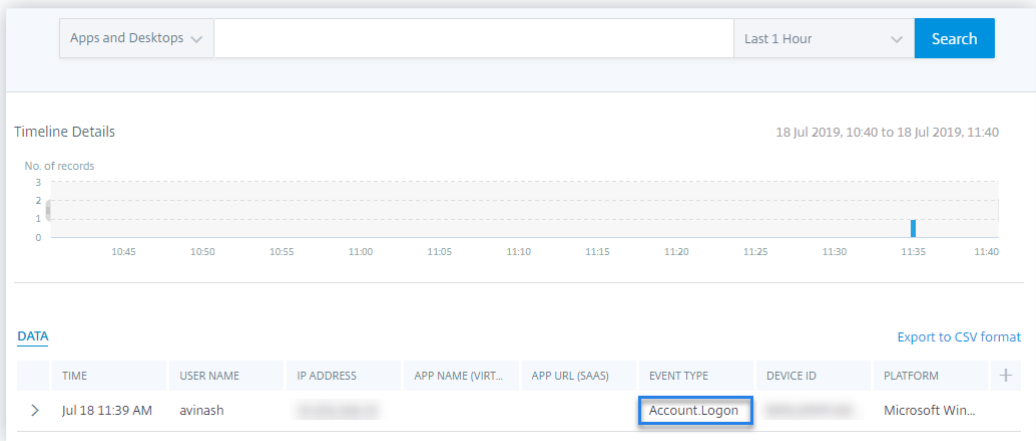 Apps and Desktops Last 1 Hour Search
Timeline Details 18 Jul 2019, 10:40 to 18 Jul 2019, 11:40
No. of records
3
2
1
0
10:45 10:50 10:55 11:00 11:05 11:10 11:15 11:20 11:25 11:30 11:35 11:40
DATA Export to CSV format
TIME USER NAME IP ADDRESS APP NAME (VIRT... APP URL (SAAS) EVENT TYPE DEVICE ID PLATFORM +
Jul 18 11:39 AM avinash Account.Logon Microsoft Win...